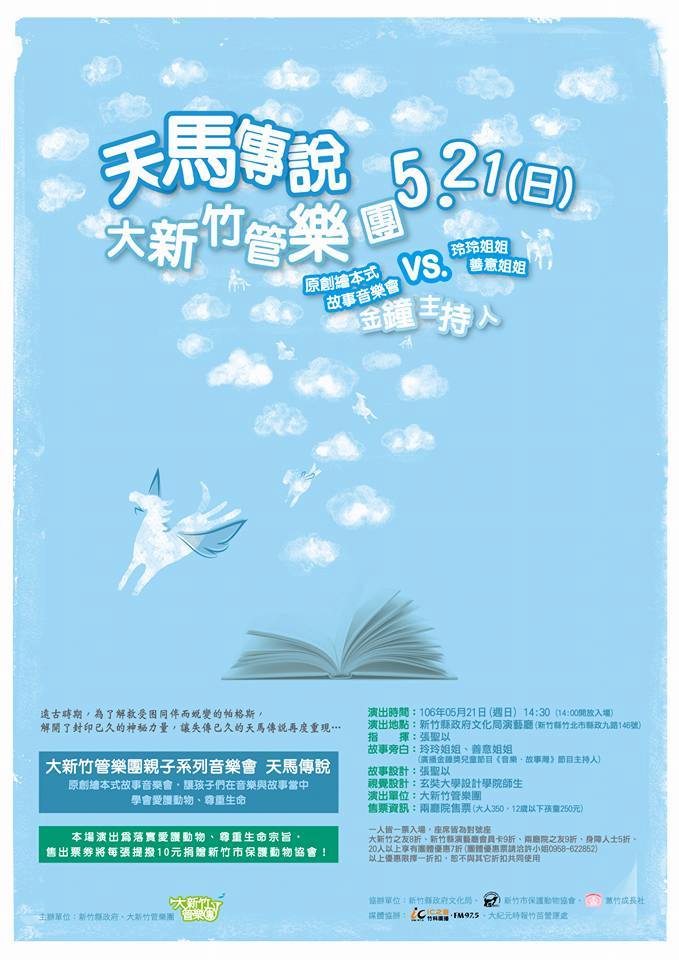 天馬傳說
5.21(日)
大新竹管樂團
原創繪本式
故事音樂會
VS.
玲玲姐姐
善意姐姐
金鐘主持人
遠古時期，為了解救受困同伴而蛻變的帕格斯，
解開了封印已久的神秘力量，讓失傳已久的天馬傳說再度重現…
大新竹管樂團親子系列音樂會 天馬傳說
原創繪本式故事音樂會，讓孩子們在音樂與故事當中
學會愛護動物、尊重生命
本場演出為落實愛護動物、尊重生命宗旨，
售出票券將每張提撥10元捐贈新竹市保護動物協會！
演出時間：106年05月21日(週日) 14:30 (14:00開放入場)
演出地點：新竹縣政府文化局演藝廳(新竹縣竹北市縣政九路146號)
指 揮：張聖以
故事旁白：玲玲姐姐、善意姐姐
(廣播金鐘獎兒童節目《音樂．故事灣》節目主持人)
故事設計：張聖以
視覺設計：玄奘大學設計學院師生
演出單位：大新竹管樂團
售票資訊：兩廳院售票(大人350，12歲以下孩童250元)
一人皆一票入場，座席皆為對號座
大新竹之友8折、新竹縣演藝廳會員卡9折、兩廳院之友9折、身障人士5折、
20人以上享有團體優惠7折(團體優惠票請洽許小姐0958-622852)
以上優惠限擇一折扣，恕不與其它折扣共同使用
主辦單位：新竹縣政府、大新竹管樂團
大新竹
管樂團
協辦單位：新竹縣政府文化局、新竹市保護動物協會、薰竹成長社
媒體協辦：iC IC之音 竹科廣播·FM97.5、大紀元時報竹苗營運處